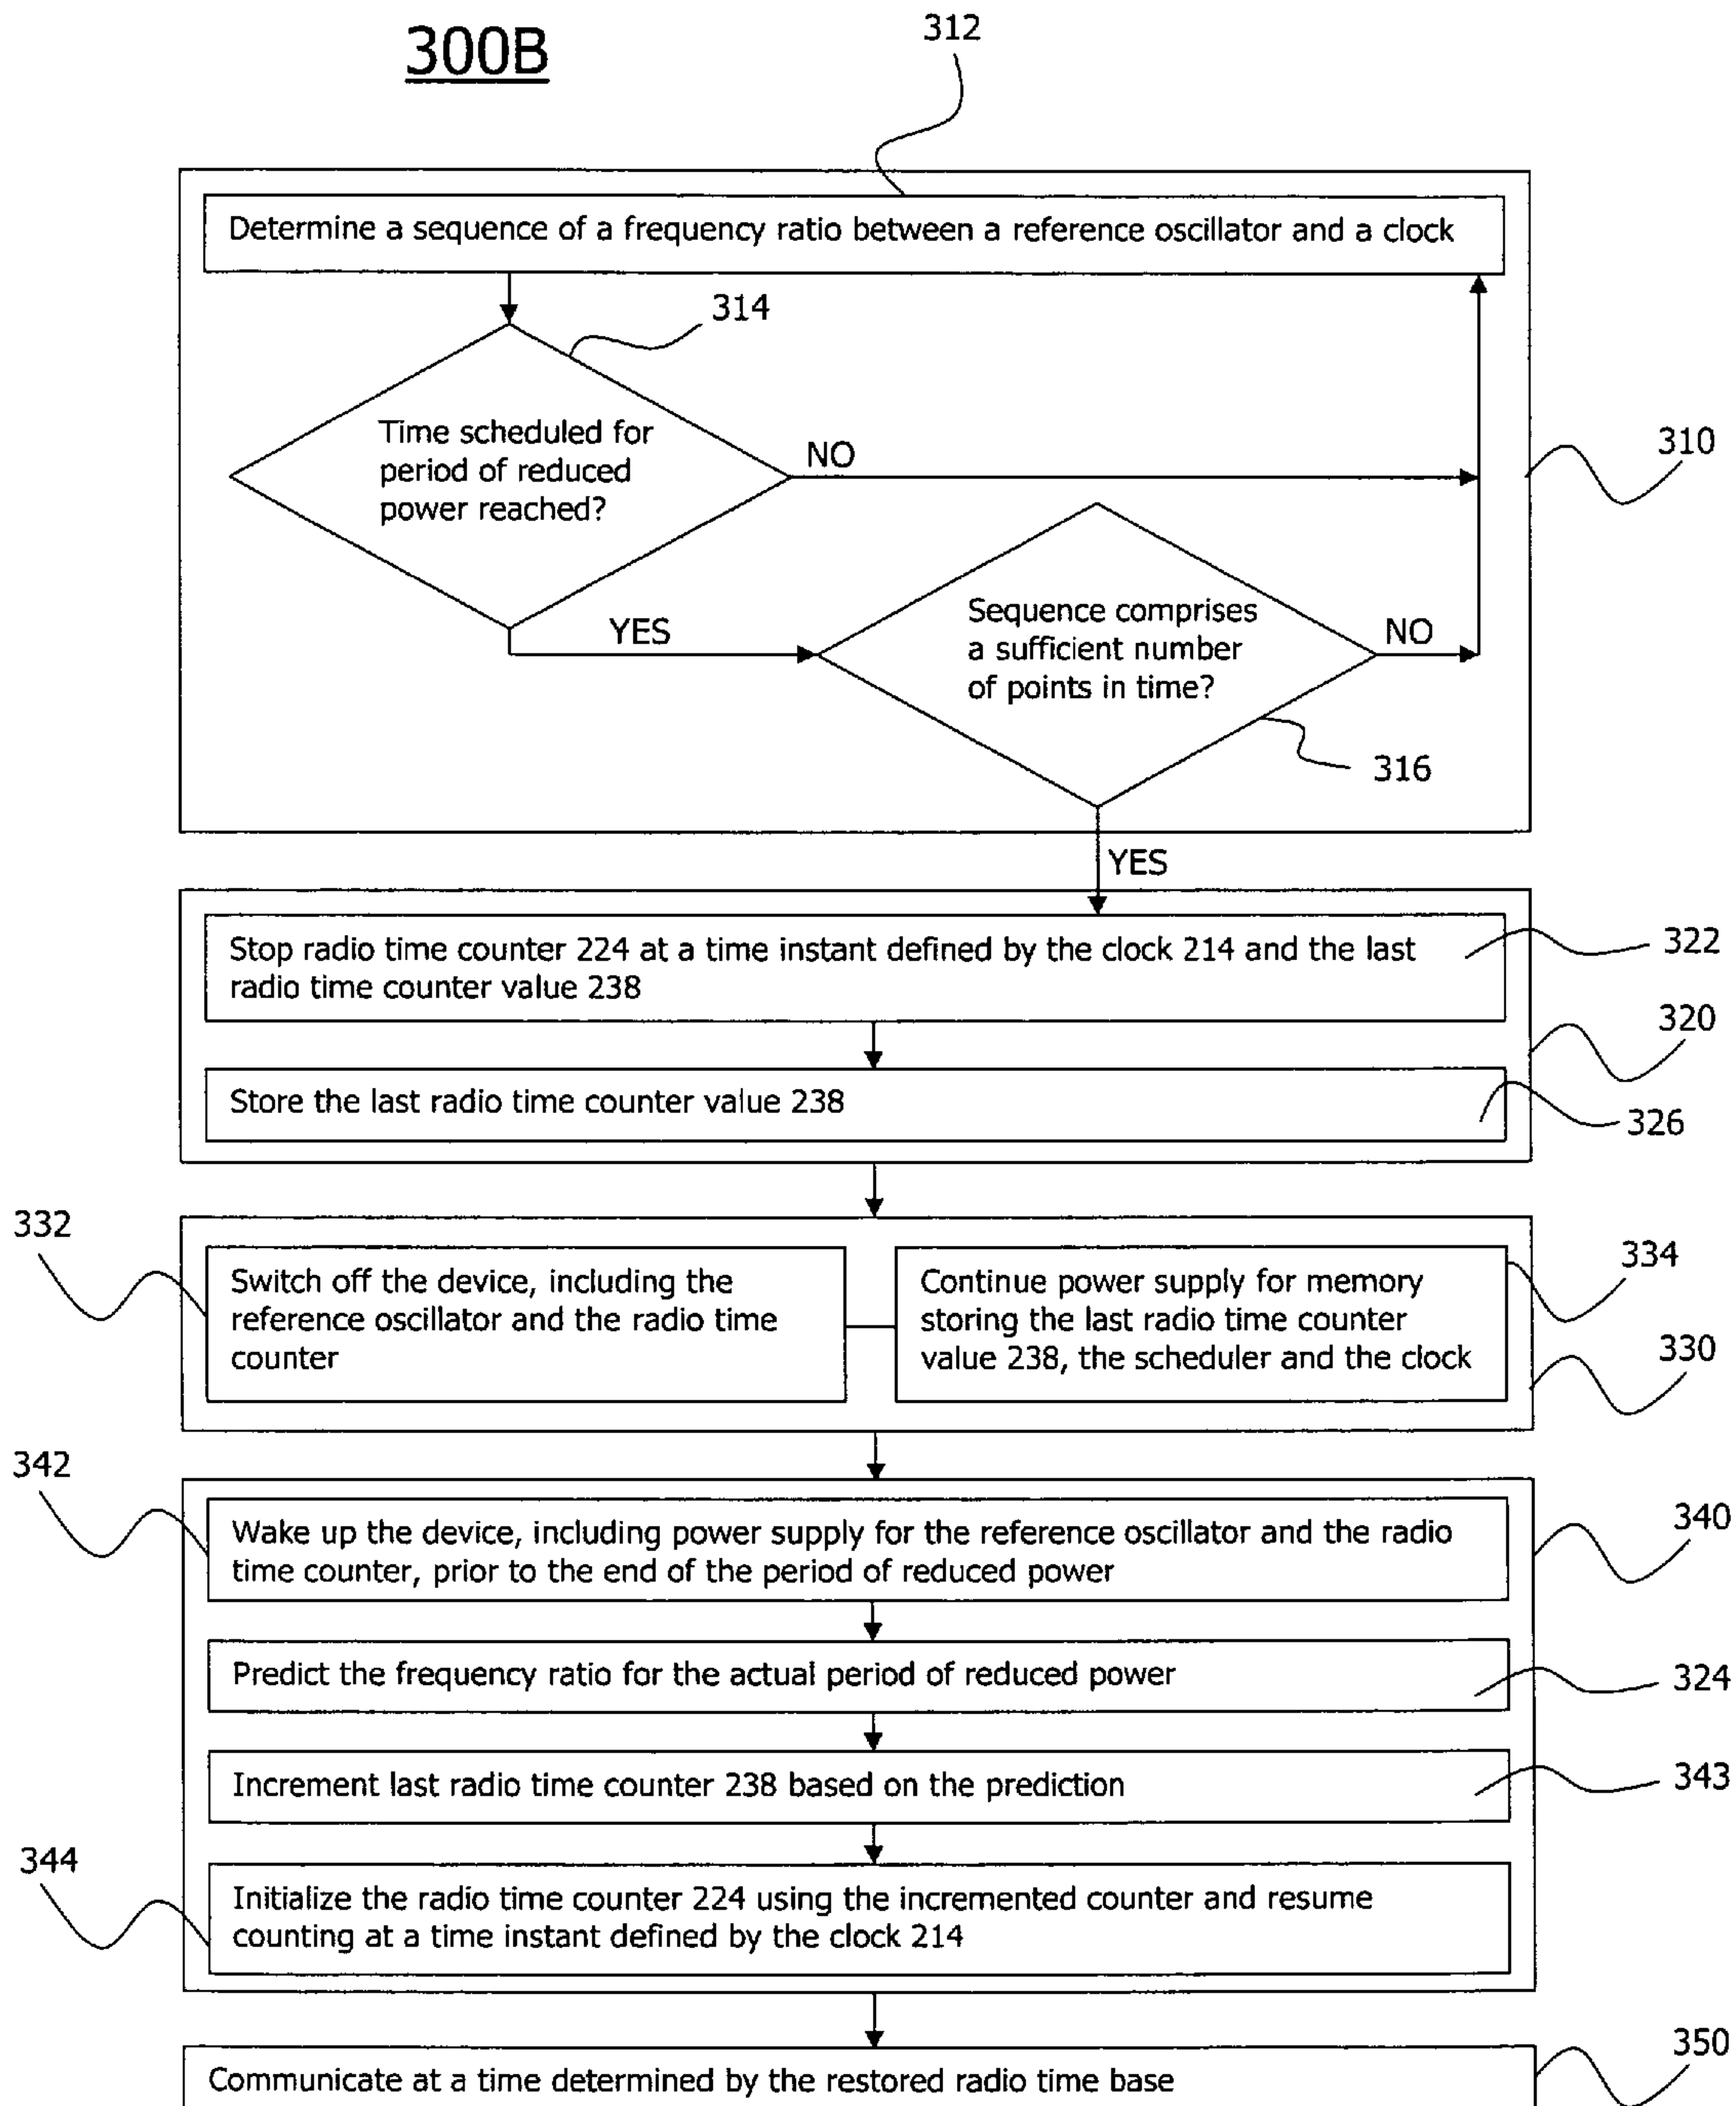 300B
312
Determine a sequence of a frequency ratio between a reference oscillator and a clock
314
Time scheduled for
period of reduced
power reached?
NO
310
Sequence comprises
a sufficient number
of points in time?
YES
NO
316
YES
Stop radio time counter 224 at a time instant defined by the clock 214 and the last
radio time counter value 238
322
320
Store the last radio time counter value 238
326
332
Switch off the device, including the
reference oscillator and the radio time
counter
Continue power supply for memory
storing the last radio time counter
value 238, the scheduler and the clock
334
330
342
Wake up the device, including power supply for the reference oscillator and the radio
time counter, prior to the end of the period of reduced power
340
Predict the frequency ratio for the actual period of reduced power
324
Increment last radio time counter 238 based on the prediction
343
344
Initialize the radio time counter 224 using the incremented counter and resume
counting at a time instant defined by the clock 214
350
Communicate at a time determined by the restored radio time base